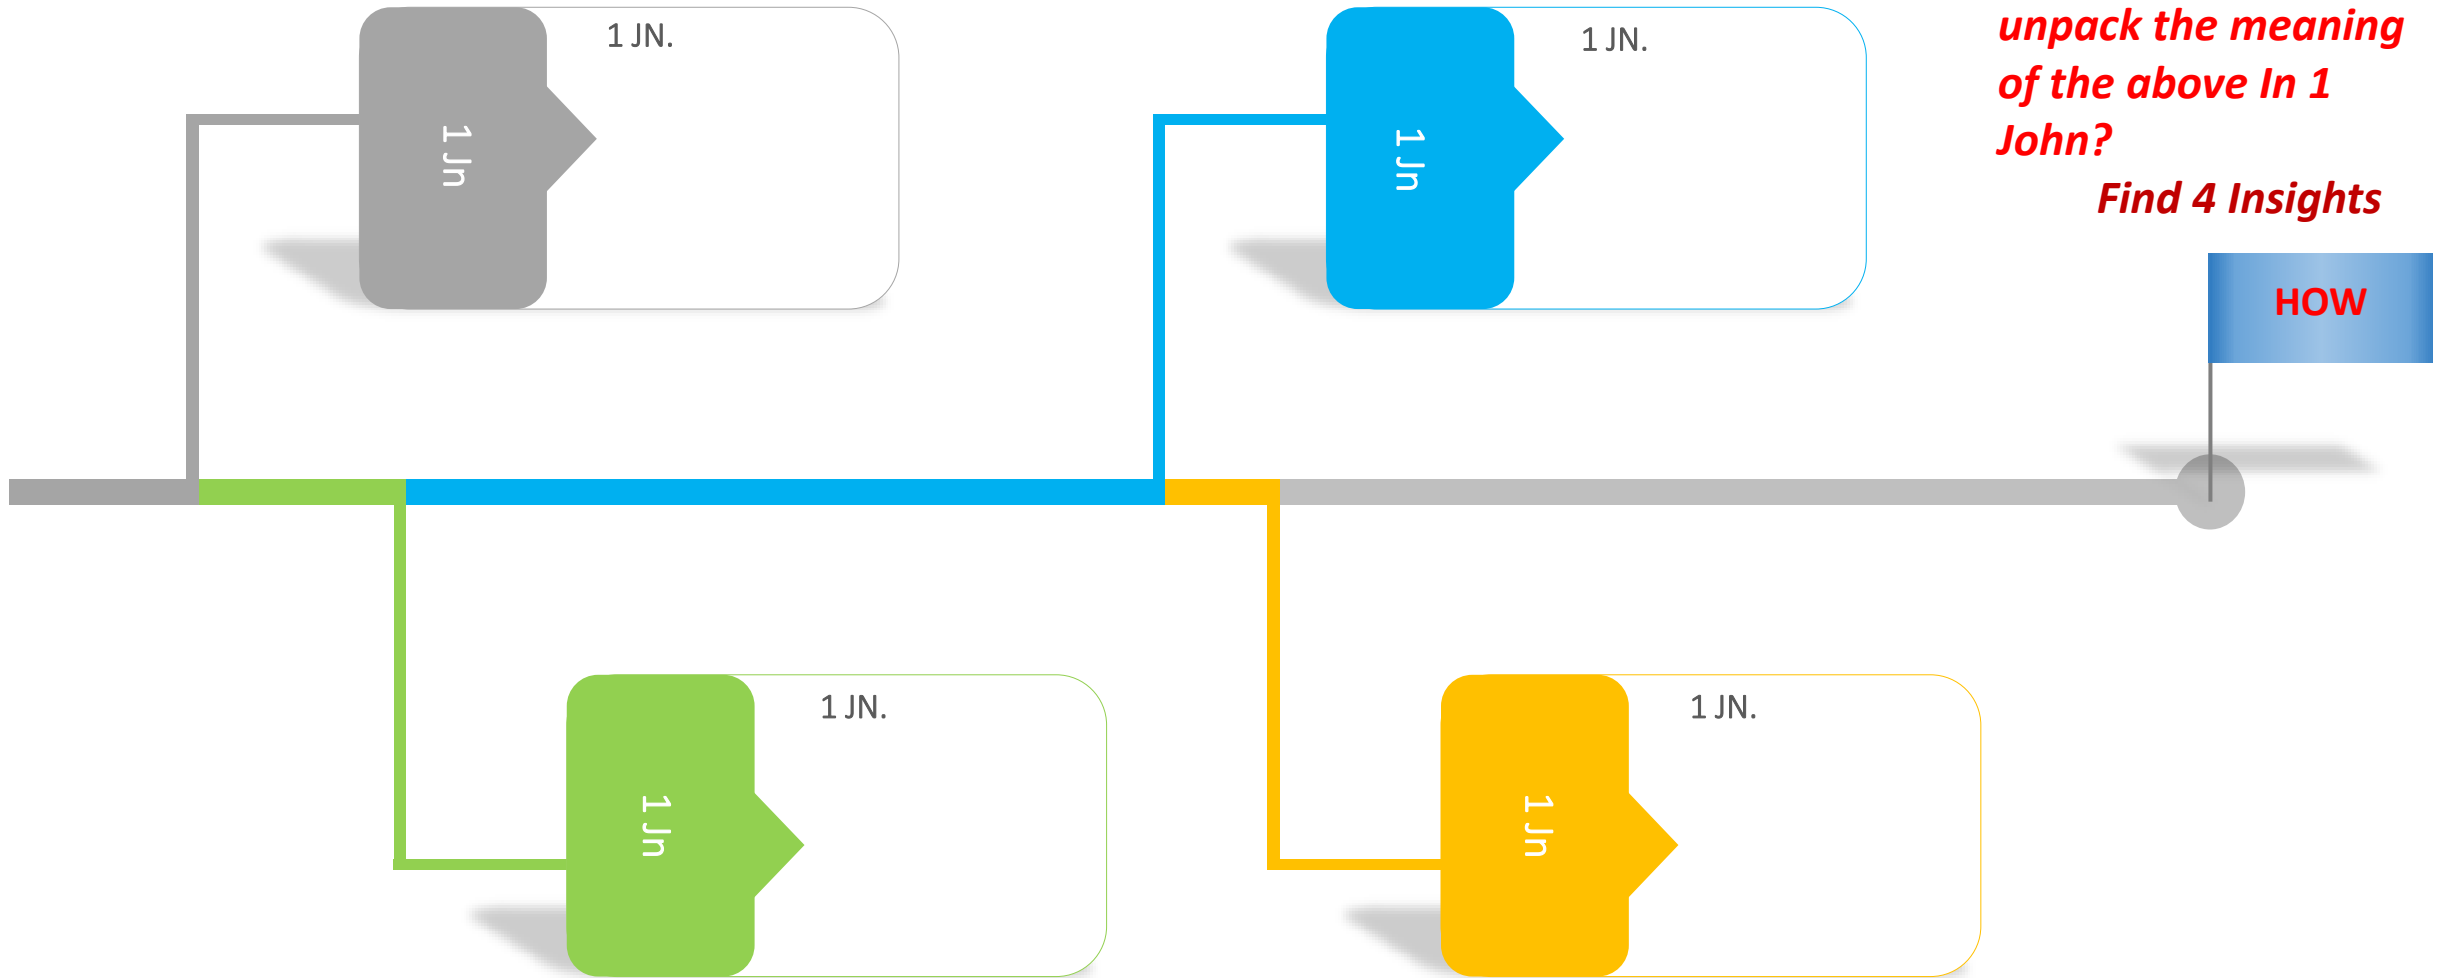 1 JN.
1 Jn
1 JN.
1 Jn
unpack the meaning
of the above In 1
John?
Find 4 Insights
HOW
1 JN.
1 Jn
1 JN.
1 Jn